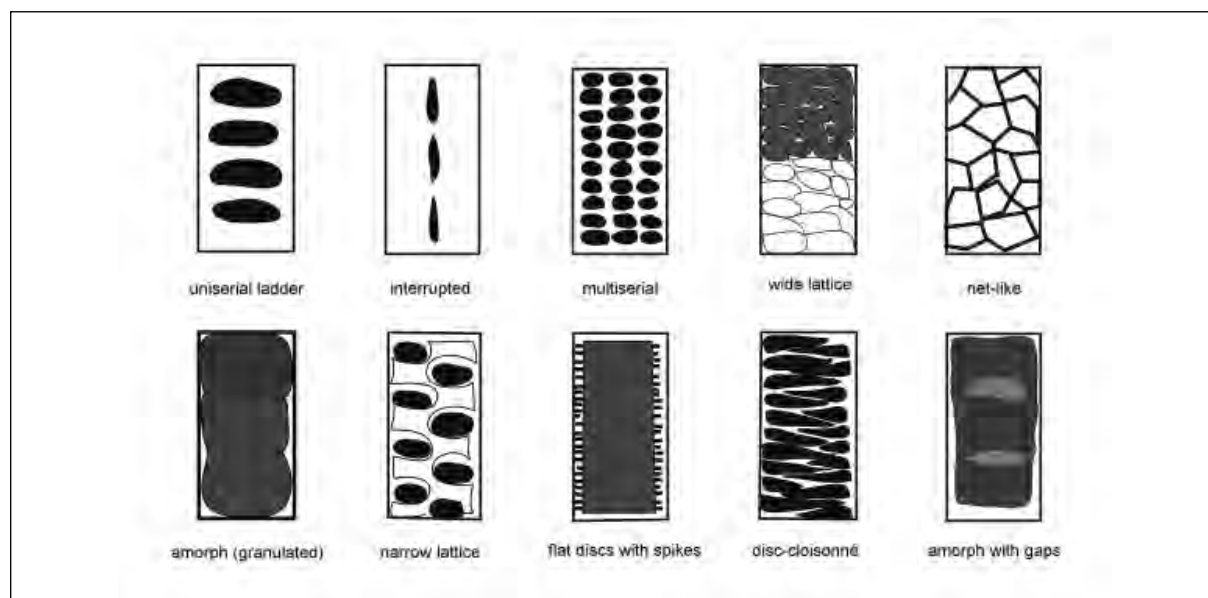 uniserial ladder
interrupted
multiserial
wide lattice
net-like
amorph (granulated)
narrow lattice
flat discs with spikes
disc-cloisonné
amorph with gaps